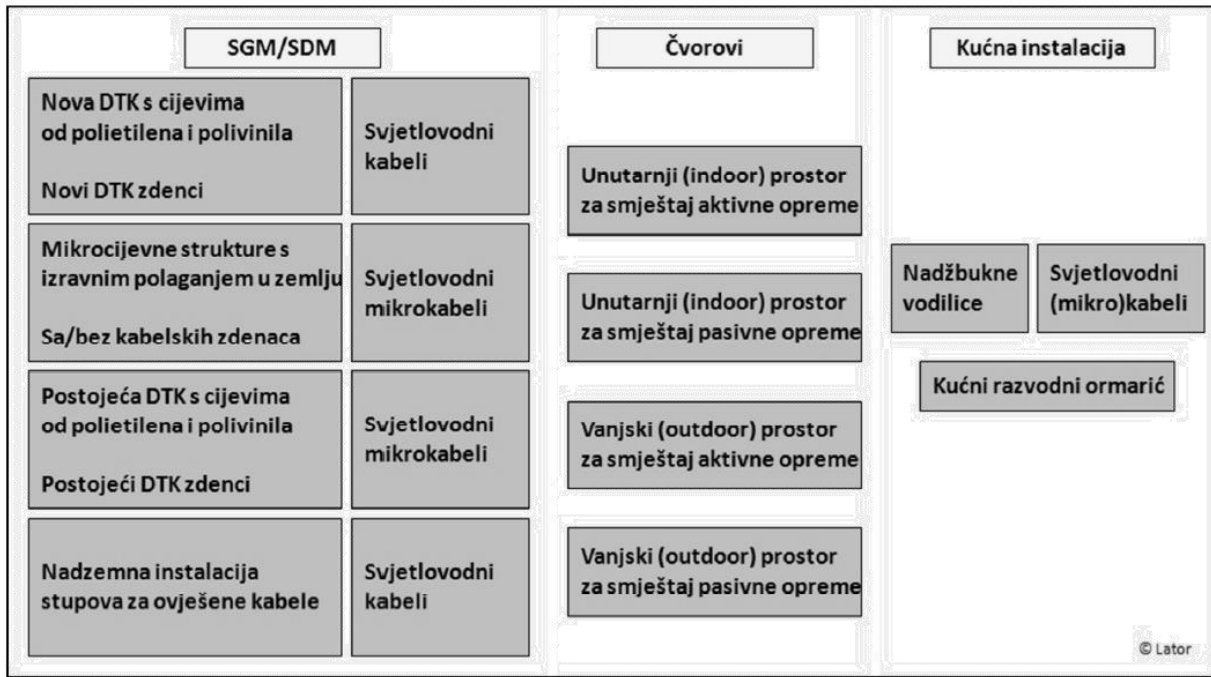 SGM/SDM
Nova DTK s cijevima
od polietilena i polivinila
Novi DTK zdenci
Svjetlovodni
kabeli
Mikrocijevne strukture s
izravnim polaganjem u zemlju
Sa/bez kabelskih zdenaca
Svjetlovodni
mikrokabeli
Postojeća DTK s cijevima
od polietilena i polivinila
Postojeći DTK zdenci
Svjetlovodni
mikrokabeli
Nadzemna instalacija
stupova za ovješene kabele
Svjetlovodni
kabeli
Čvorovi
Unutarnji (indoor) prostor
za smještaj aktivne opreme
Unutarnji (indoor) prostor
za smještaj pasivne opreme
Vanjski (outdoor) prostor
za smještaj aktivne opreme
Vanjski (outdoor) prostor
za smještaj pasivne opreme
Kućna instalacija
Nadžbukne
vodilice
Svjetlovodni
(mikro)kabeli
Kućni razvodni ormarić
© Lator